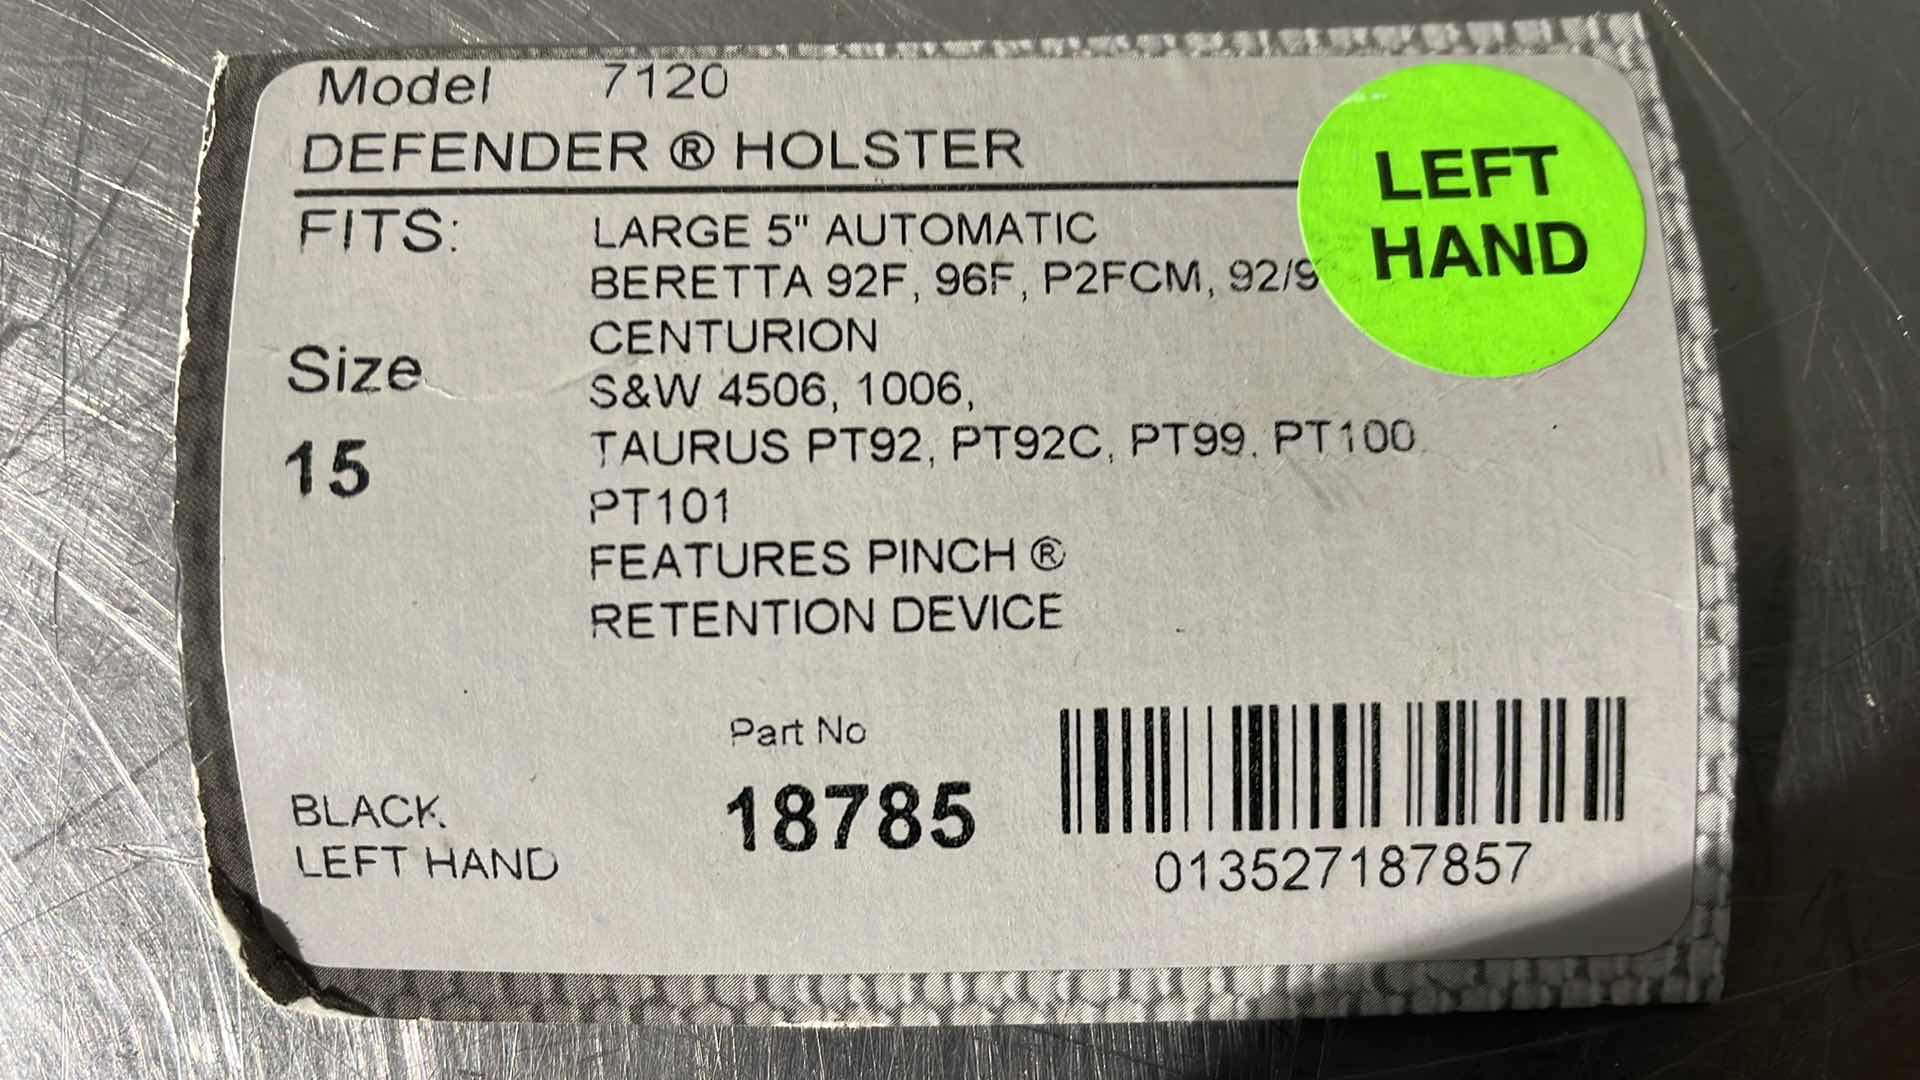 Model 7120
DEFENDER ® HOLSTER
FITS: LARGE 5" AUTOMATIC
BERETTA 92F, 96F, P2FCM, 92/9
CENTURION
S&W 4506, 1006,
TAURUS PT92, PT92C, PT99, PT100,
PT101
FEATURES PINCH ®
RETENTION DEVICE
Size
15
LEFT
HAND
Part No
18785
BLACK
LEFT HAND
013527187857